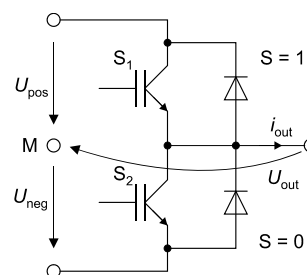 S₁
S = 1
Uₚₒₛ
iₒᵤₜ
M
S₂
Uₒᵤₜ
Uₙₑg
S = 0